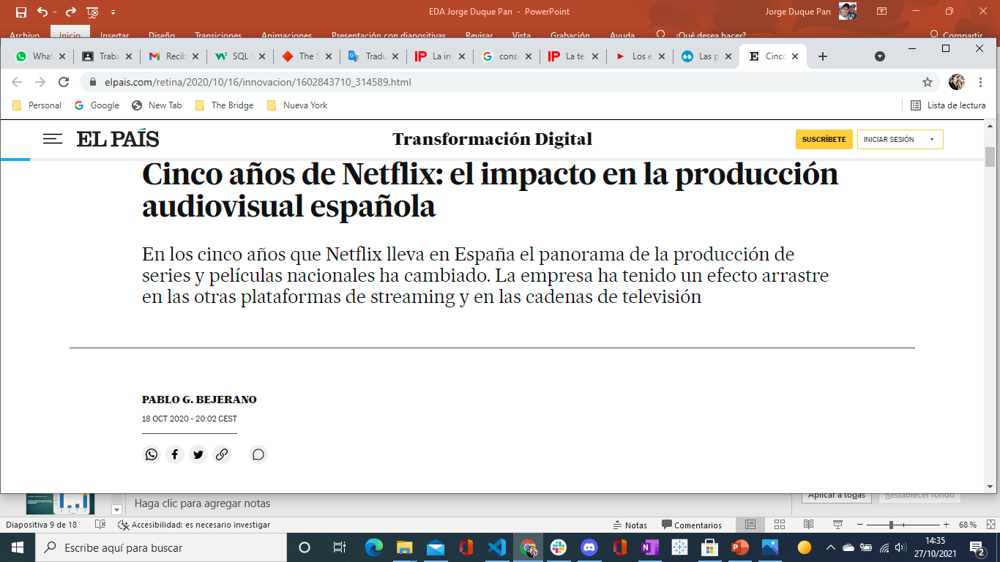 EDA Jorge Duque Pan - PowerPoint
Jorge Duque Pan
Archivo Inicio Insertar Diseño Transiciones Animaciones Presentación con diapositivas Revisar Vista Grabación Ayuda ¿Qué desea hacer? Compartir
What Traba Recib SQL The S Tradu La in conse La te Los e Las p Cinco
elpais.com/retina/2020/10/16/innovacion/1602843710_314589.html
Personal Google New Tab The Bridge Nueva York Lista de lectura
EL PAÍS
Transformación Digital
SUSCRÍBETE
INICIAR SESIÓN
Cinco años de Netflix: el impacto en la producción
audiovisual española
En los cinco años que Netflix lleva en España el panorama de la producción de
series y películas nacionales ha cambiado. La empresa ha tenido un efecto arrastre
en las otras plataformas de streaming y en las cadenas de televisión
PABLO G. BEJERANO
18 OCT 2020 - 20:02 CEST
Haga clic para agregar notas
Aplicar a todas
Restablecer fondo
Diapositiva 9 de 18
Accesibilidad: es necesario investigar
Notas
Comentarios
68 %
Escribe aquí para buscar
14:35
27/10/2021
2